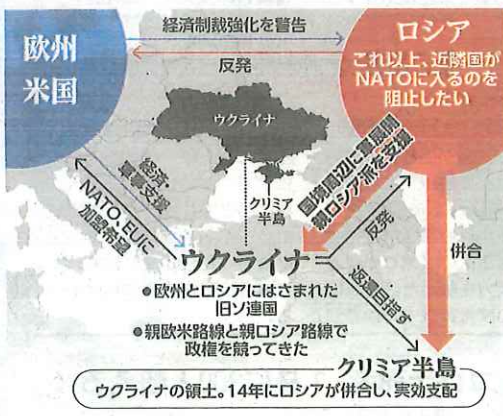 経済制裁強化を警告
反発
欧州
米国
ロシア
これ以上、近隣国が
NATOに入るのを
阻止したい
ウクライナ
クリミア
半島
経済・
軍事支援
NATO、EUに
加盟希望
国境周辺に軍展開
親ロシア派を支援
反発
併合
返還目指す
ウクライナ
●欧州とロシアにはさまれた
旧ソ連国
●親欧米路線と親ロシア路線で
政権を競ってきた
クリミア半島
ウクライナの領土。14年にロシアが併合し、実効支配